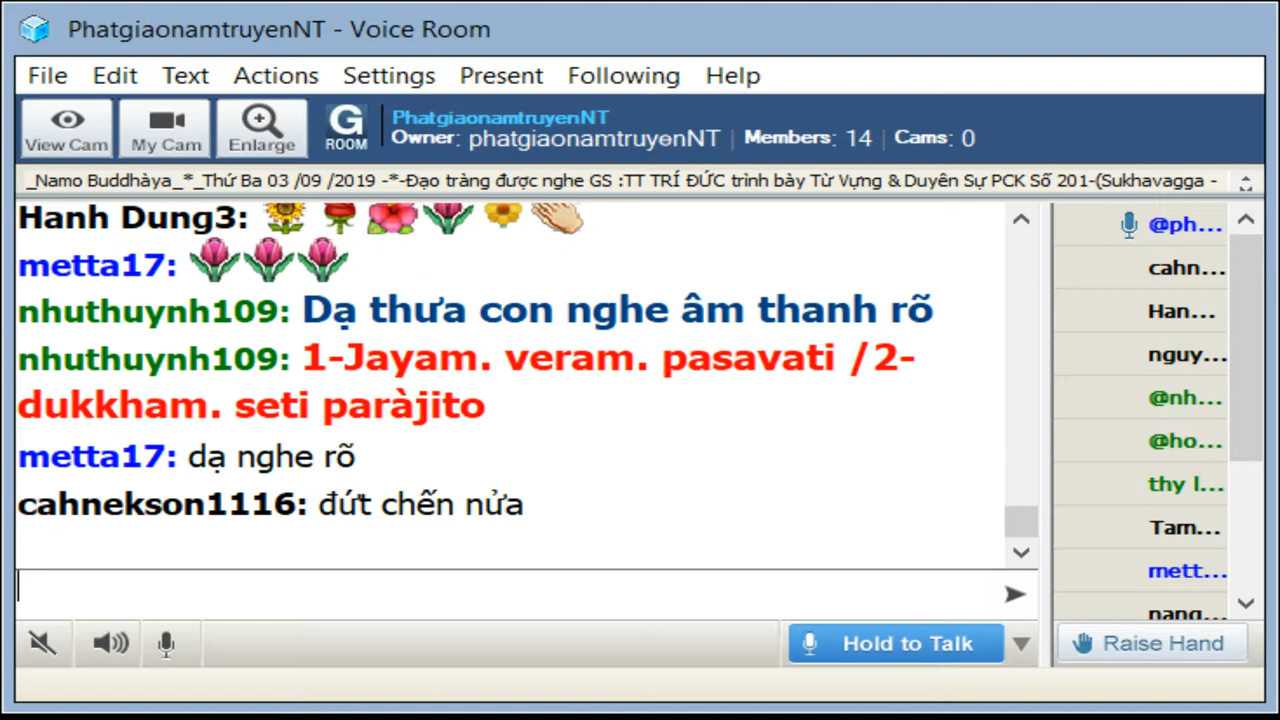 PhatgiaonamtruyenNT - Voice Room
File Edit Text Actions Settings Present Following Help
View Cam My Cam Enlarge G ROOM
PhatgiaonamtruyenNT
Owner: phatgiaonamtruyenNT | Members: 14 | Cams: 0
_Namo Buddhàya_*_Thứ Ba 03 /09 /2019 -*-Đạo tràng được nghe GS :TT TRÍ ĐỨC trình bày Từ Vựng & Duyên Sự PCK Số 201-(Sukhavagga -
Hanh Dung3:
metta17:
nhuthuynh109: Dạ thưa con nghe âm thanh rõ
nhuthuynh109: 1-Jayam. veram. pasavati /2-
dukkham. seti paràjito
metta17: dạ nghe rõ
cahnekson1116: đứt chến nửa
@ph...
cahn...
Han...
nguy...
@nh...
@ho...
thy l...
Tam...
mett...
nang...
Hold to Talk
Raise Hand